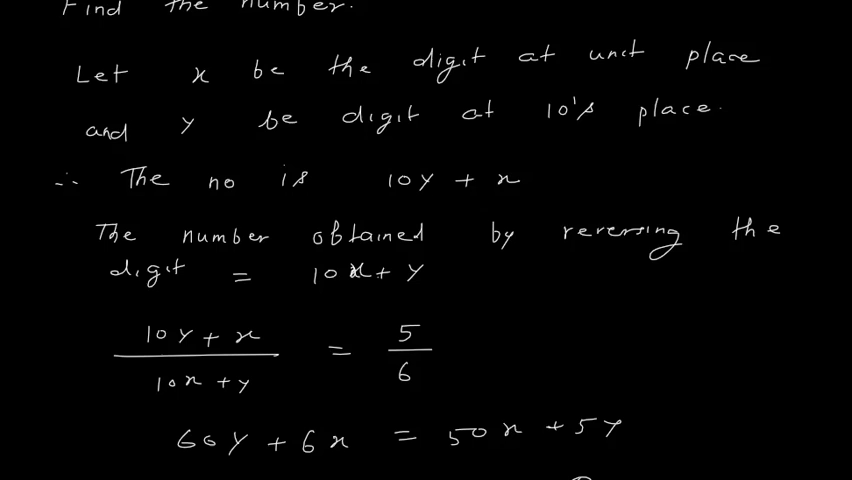 Find the number.
Let x be the digit at unit place
and y be digit at 10's place.
∴ The no is 10y + x
The number obtained by reversing the
digit = 10x + y
10y + x / 10x + y = 5 / 6
60y + 6x = 50x + 5y